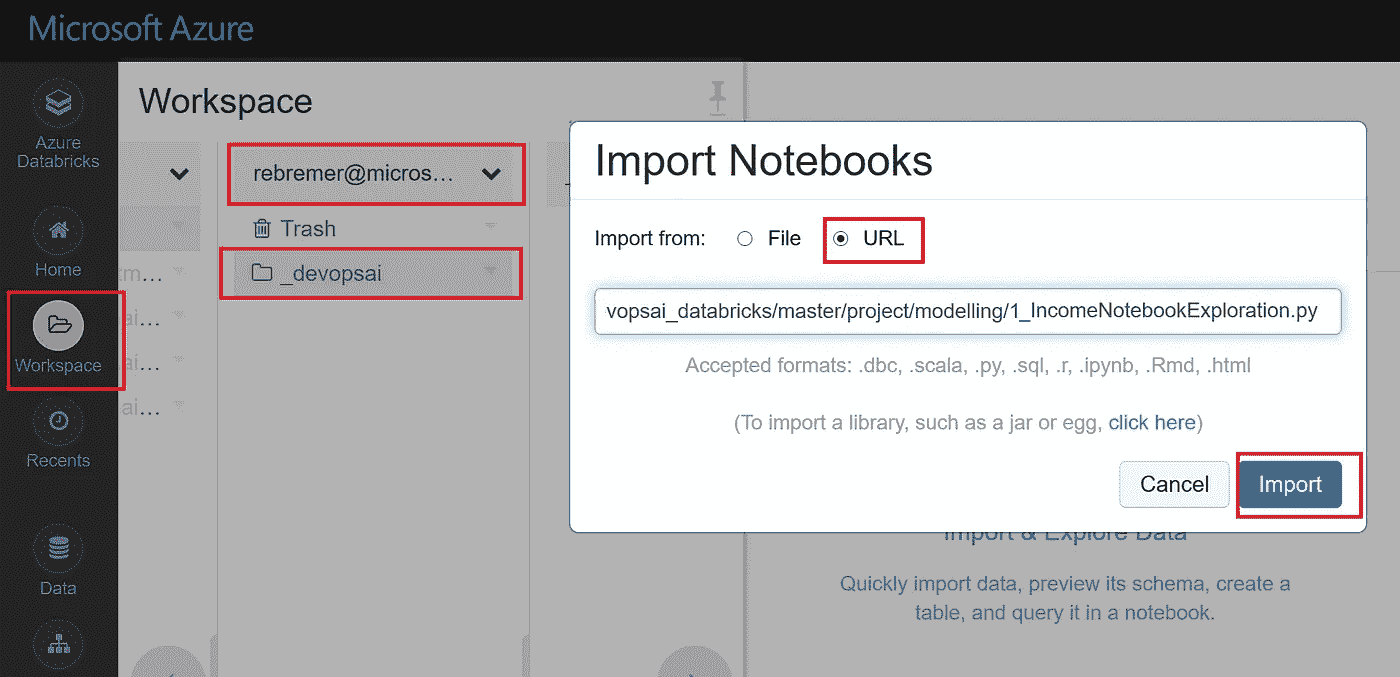 Microsoft Azure
Azure
Databricks
Home
Workspace
Recents
Data
Workspace
rebremer@micros...
Trash
_devopsai
m...
ai...
ai...
ai...
Import Notebooks
Import from: File URL
vopsai_databricks/master/project/modelling/1_IncomeNotebookExploration.py
Accepted formats: .dbc, .scala, .py, .sql, .r, .ipynb, .Rmd, .html
(To import a library, such as a jar or egg, click here)
Cancel Import
Import & Explore Data
Quickly import data, preview its schema, create a
table, and query it in a notebook.